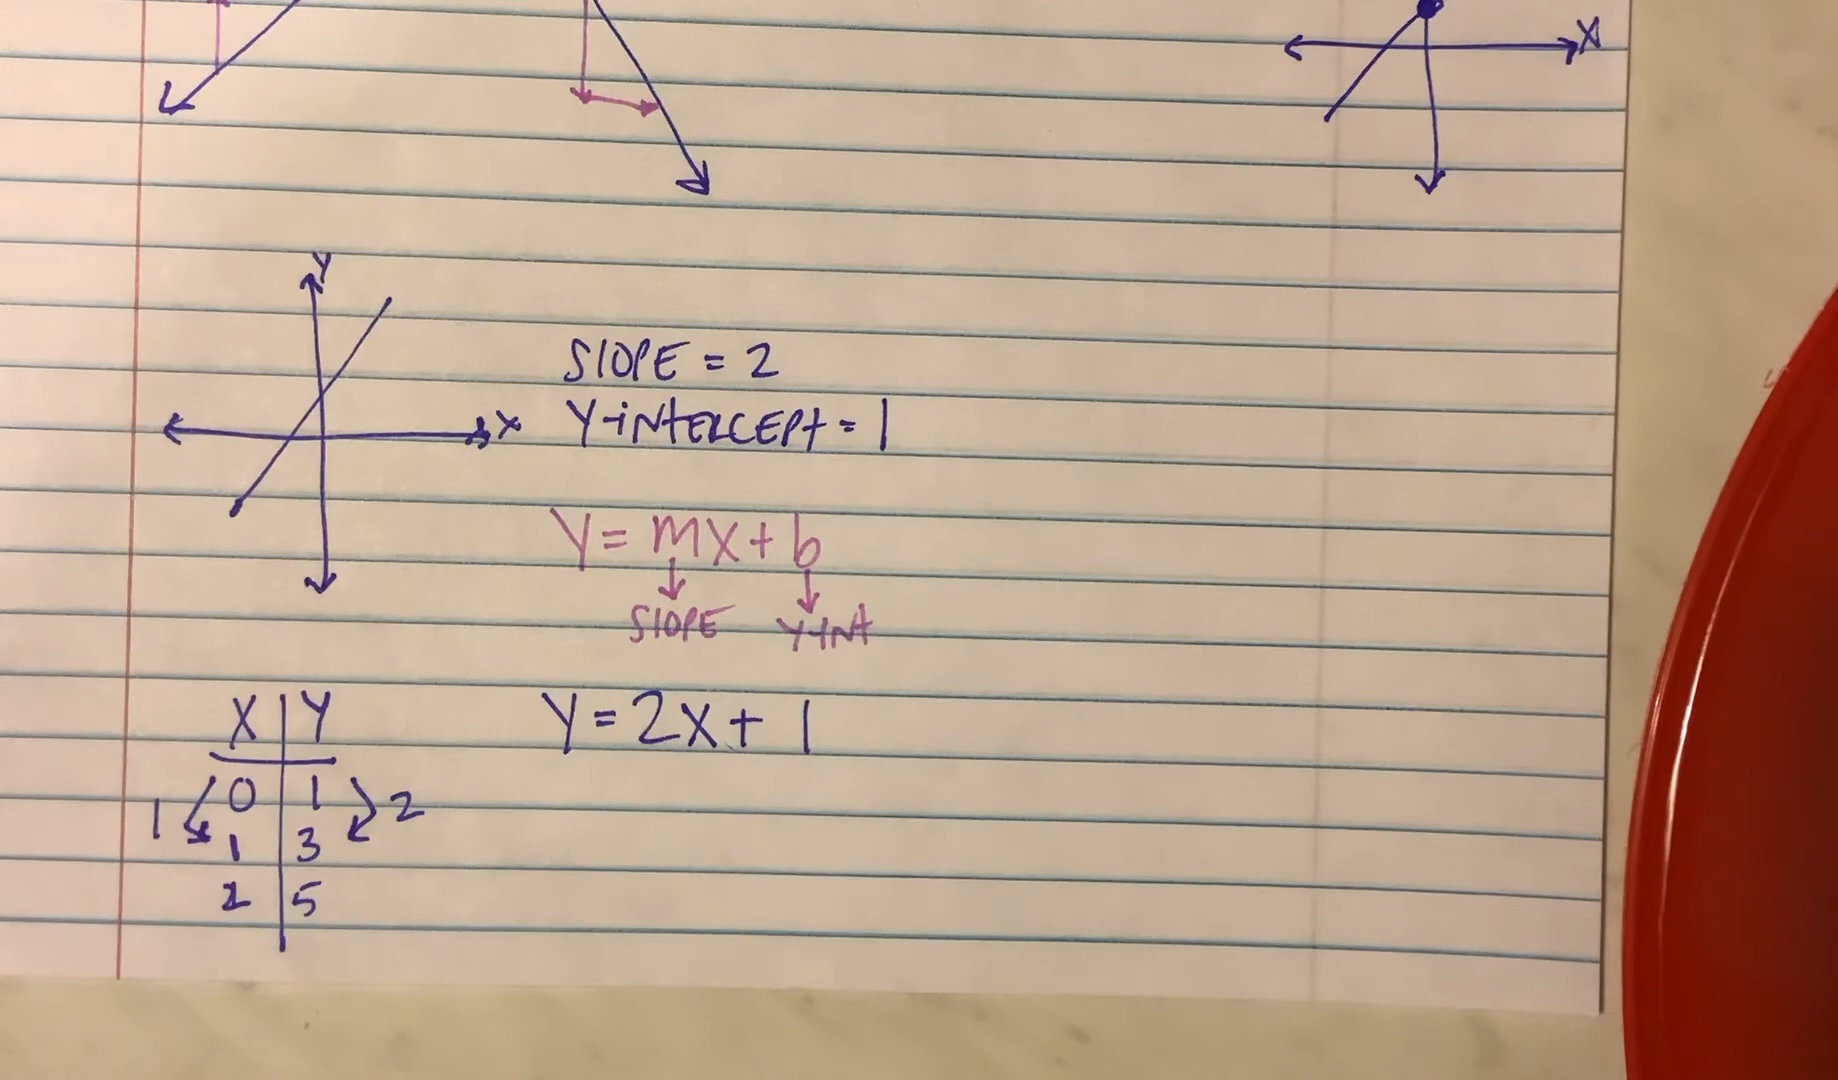 X
Y
X
SLOPE = 2
Y-iNTERCEPt = 1
Y = mX + b
SLOPE Y-INt
X Y
Y = 2X + 1
0 1
1 2
1 3
2 5